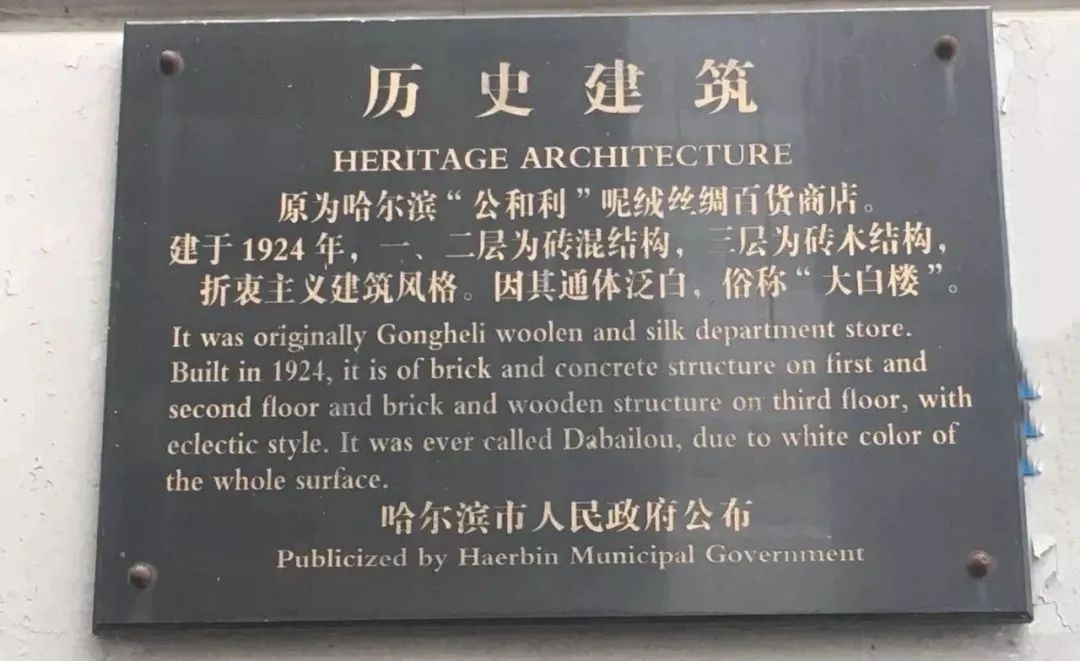 历史建筑
HERITAGE ARCHITECTURE
原为哈尔滨“公和利”呢绒丝绸百货商店。
建于1924年，一、二层为砖混结构，三层为砖木结构，
折衷主义建筑风格。因其通体泛白，俗称“大白楼”。
It was originally Gongheli woolen and silk department store.
Built in 1924, it is of brick and concrete structure on first and
second floor and brick and wooden structure on third floor, with
eclectic style. It was ever called Dabailou, due to white color of
the whole surface.
哈尔滨市人民政府公布
Publicized by Haerbin Municipal Government